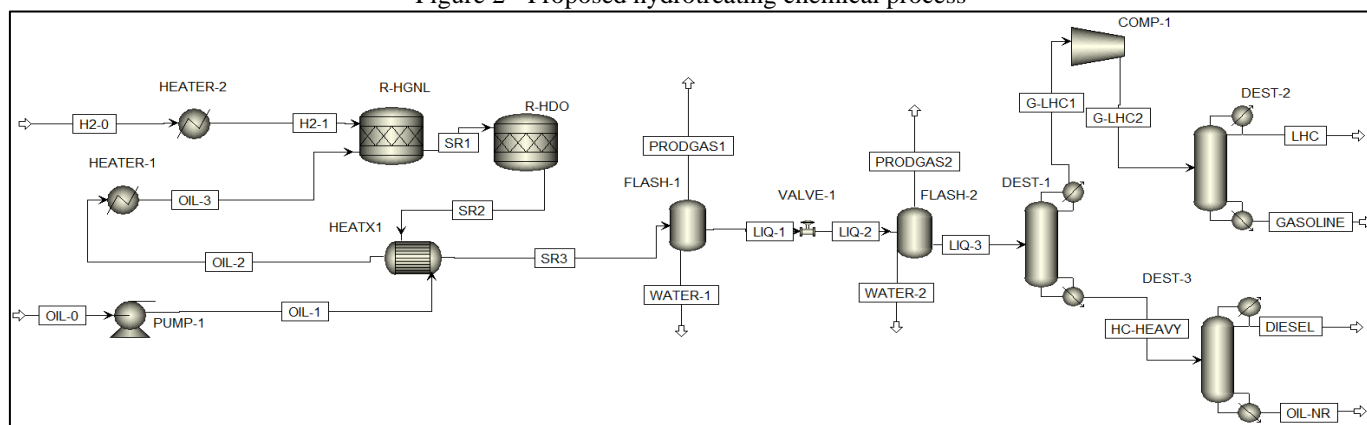 Figure 2 - Proposed hydrotreating chemical process
COMP-1
HEATER-2
R-HGNL
R-HDO
DEST-2
G-LHC1
G-LHC2
H2-0
H2-1
SR1
LHC
PRODGAS1
PRODGAS2
HEATER-1
FLASH-1
VALVE-1
FLASH-2
DEST-1
OIL-3
SR2
HEATX1
LIQ-1
LIQ-2
LIQ-3
GASOLINE
OIL-2
SR3
DEST-3
WATER-1
WATER-2
OIL-0
PUMP-1
OIL-1
HC-HEAVY
DIESEL
OIL-NR